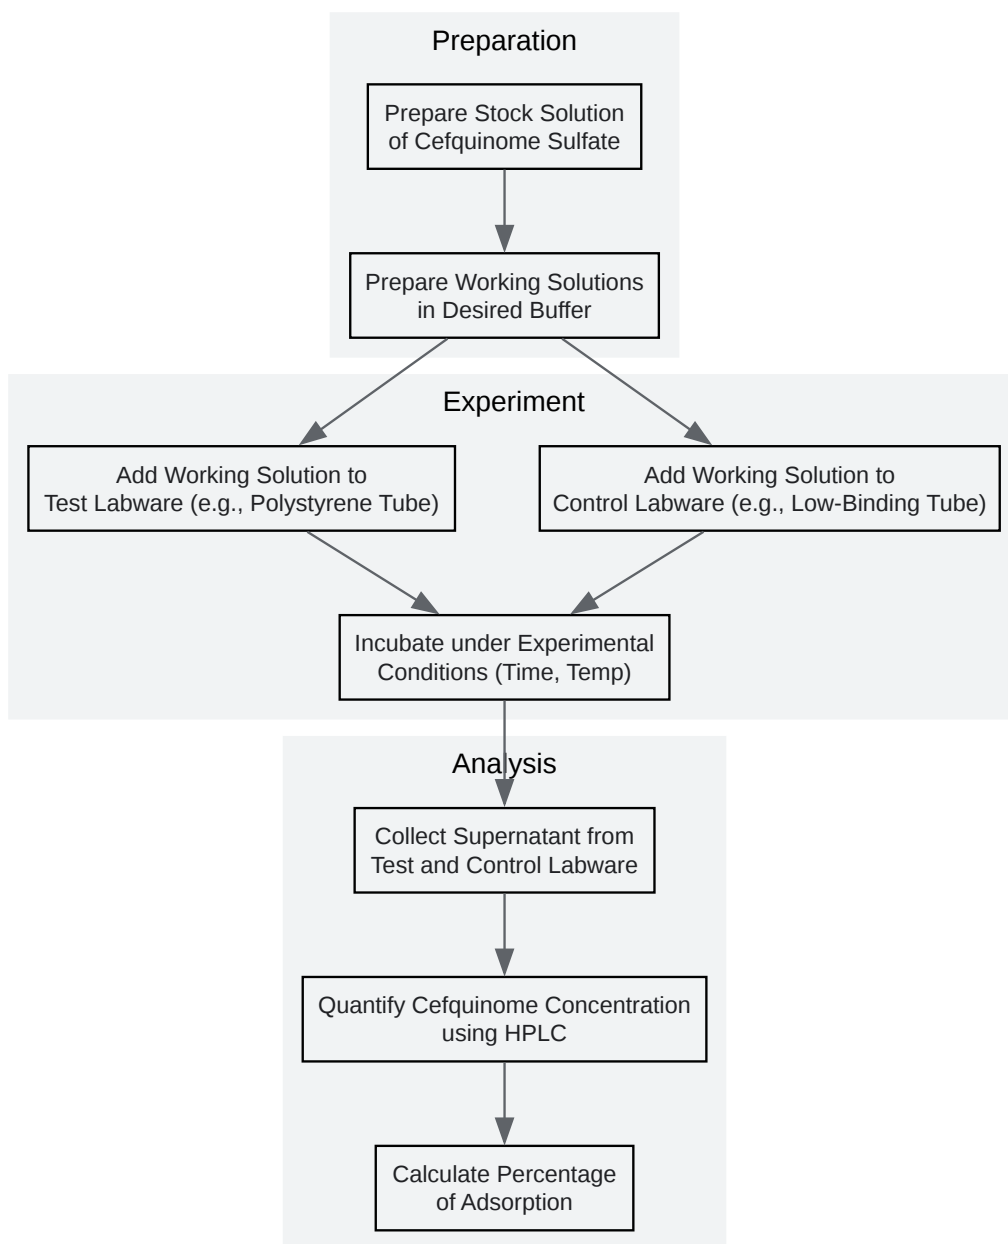 Preparation
Prepare Stock Solution
of Cefquinome Sulfate
Prepare Working Solutions
in Desired Buffer
Experiment
Add Working Solution to
Test Labware (e.g., Polystyrene Tube)
Add Working Solution to
Control Labware (e.g., Low-Binding Tube)
Incubate under Experimental
Conditions (Time, Temp)
Analysis
Collect Supernatant from
Test and Control Labware
Quantify Cefquinome Concentration
using HPLC
Calculate Percentage
of Adsorption